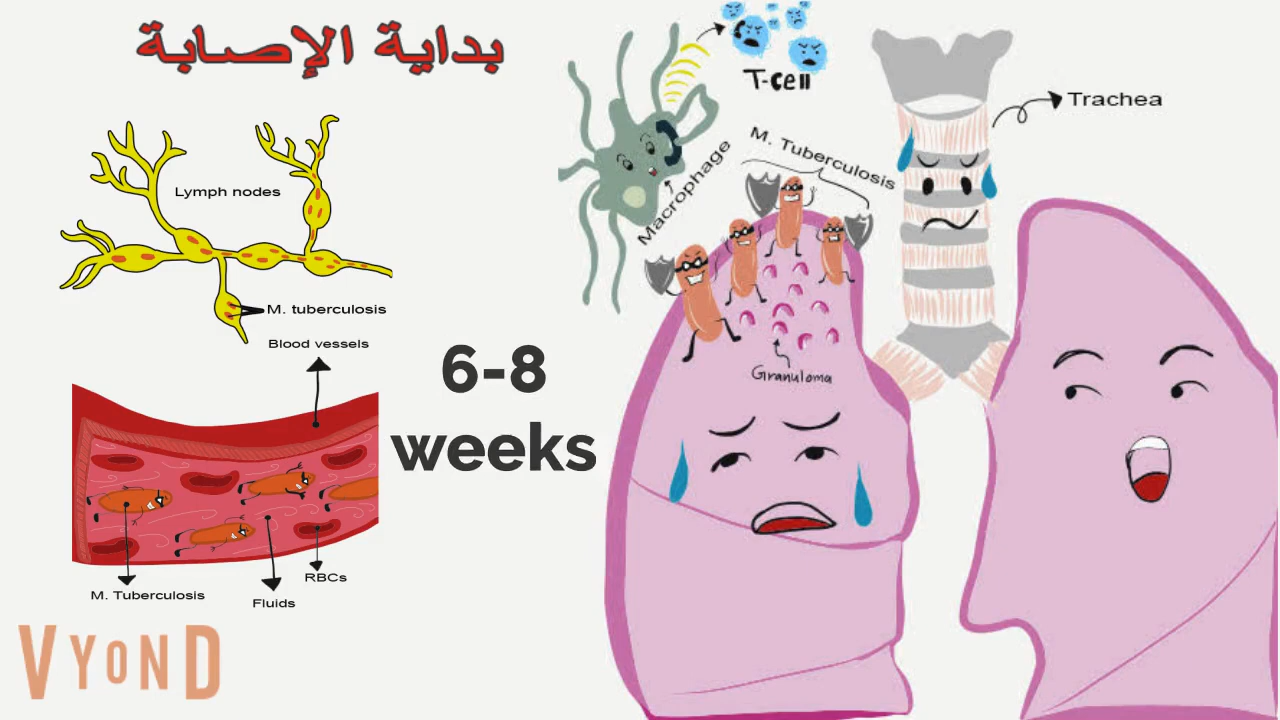 بداية الإصابة
T-cell
Trachea
Macrophage
M. Tuberculosis
Lymph nodes
M. tuberculosis
Blood vessels
6-8
weeks
Granuloma
RBCs
M. Tuberculosis
Fluids
VYOND